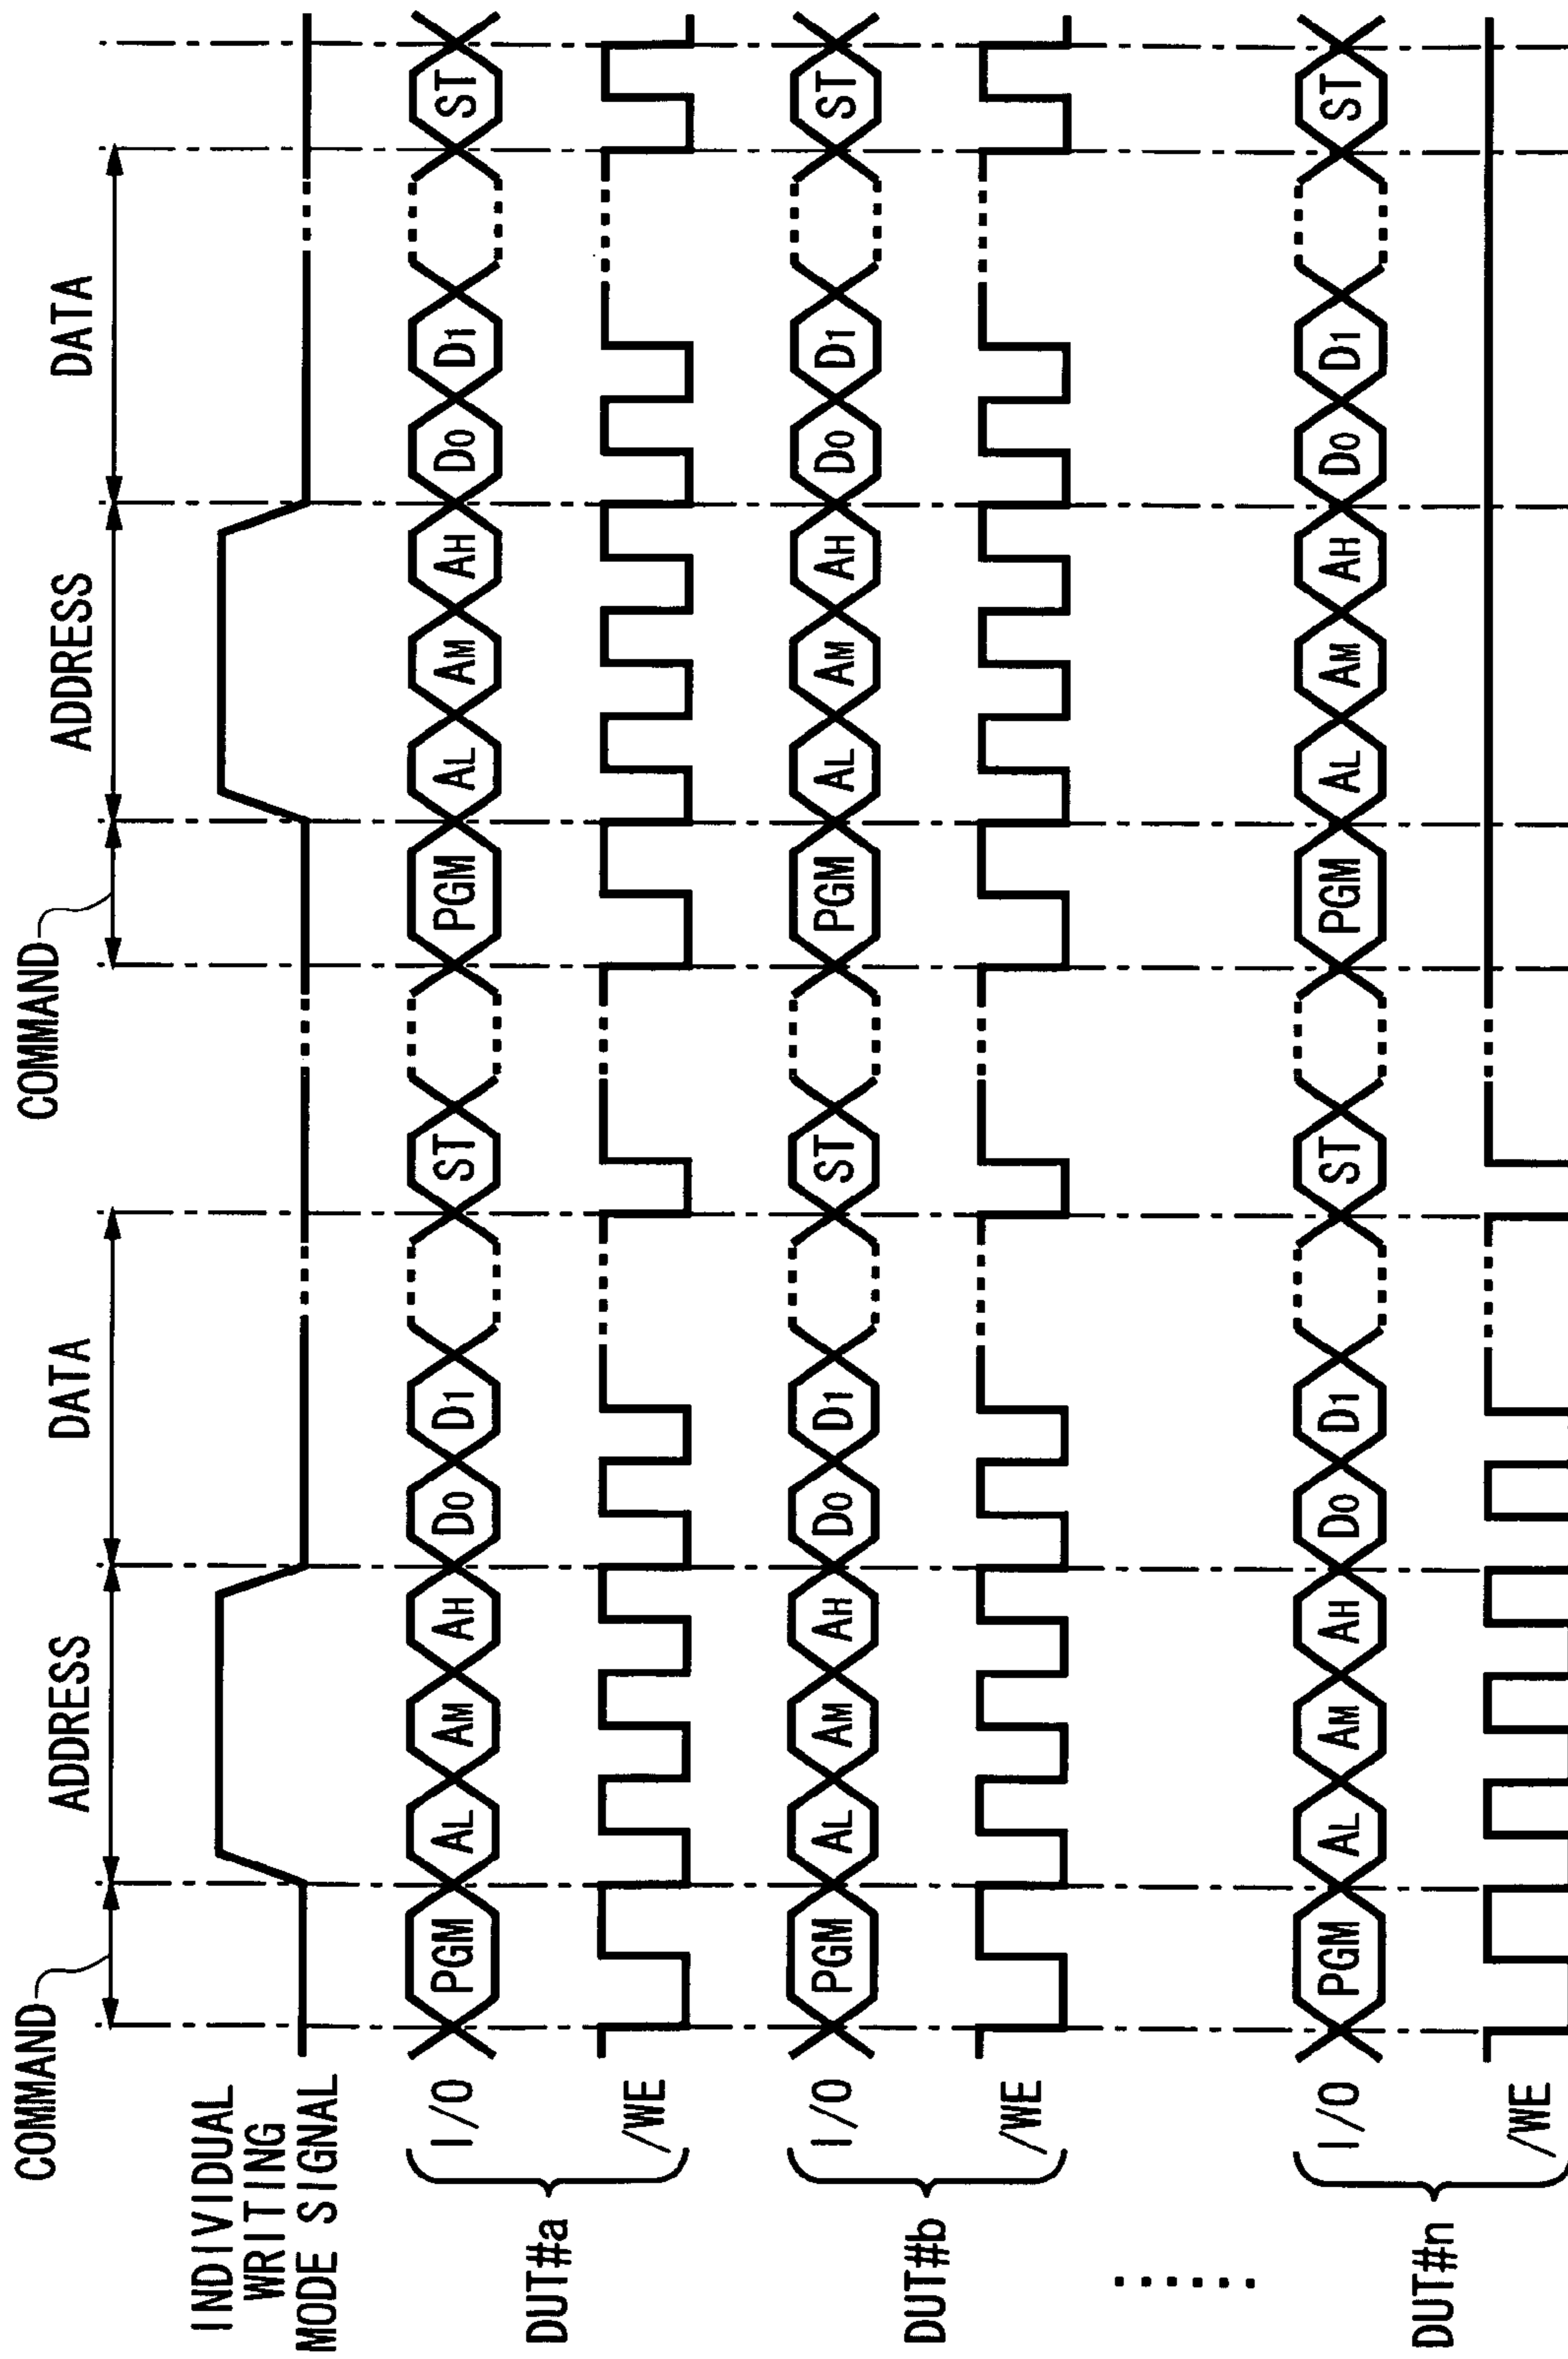 COMMAND
ADDRESS
DATA
COMMAND
ADDRESS
DATA
INDIVIDUAL
WRITING
MODE SIGNAL
DUT#a
I/O
PGM AL AM AH D0 D1 ST PGM AL AM AH D0 D1 ST
/WE
DUT#b
I/O
PGM AL AM AH D0 D1 ST PGM AL AM AH D0 D1 ST
/WE
DUT#n
I/O
PGM AL AM AH D0 D1 ST PGM AL AM AH D0 D1 ST
/WE